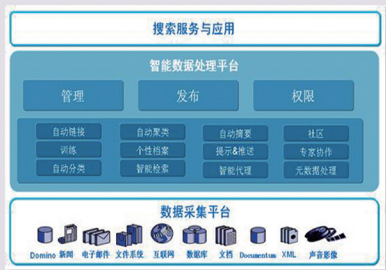 搜索服务与应用
智能数据处理平台
管理 发布 权限
自动链接 自动聚类 自动摘要 社区
训练 个性档案 提示&推送 专家协作
自动分类 智能检索 智能代理 元数据处理
数据采集平台
Domino 新闻 电子邮件 文件系统 互联网 数据库 文档 Documentum XML 声音影像